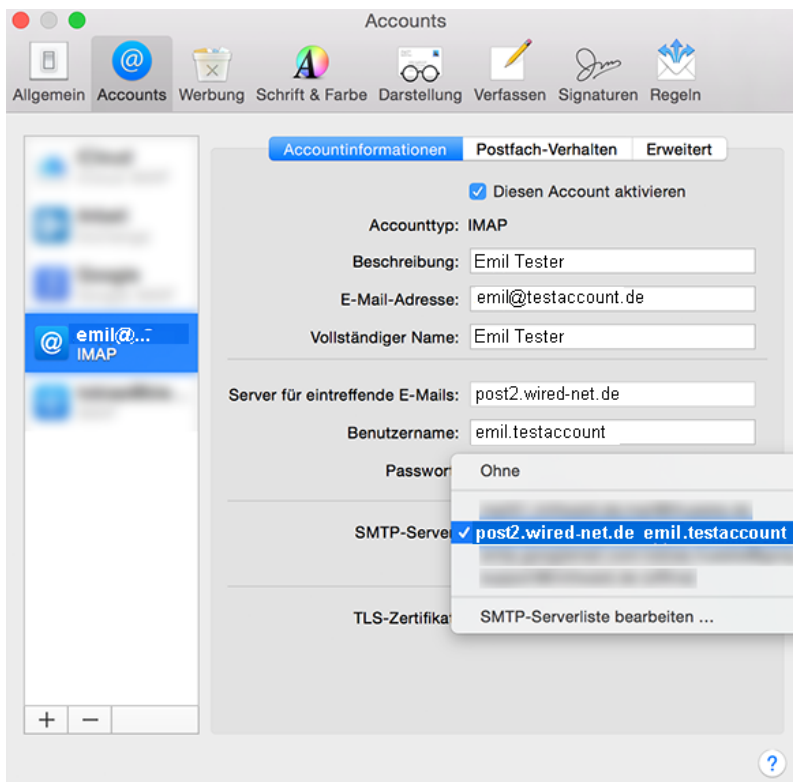 Accounts
Allgemein Accounts Werbung Schrift & Farbe Darstellung Verfassen Signaturen Regeln
Accountinformationen Postfach-Verhalten Erweitert
Diesen Account aktivieren
Accounttyp: IMAP
Beschreibung: Emil Tester
E-Mail-Adresse: emil@testaccount.de
Vollständiger Name: Emil Tester
@ emil@...
IMAP
Server für eintreffende E-Mails: post2.wired-net.de
Benutzername: emil.testaccount
Passwor Ohne
SMTP-Server ✓ post2.wired-net.de emil.testaccount
TLS-Zertifikat SMTP-Serverliste bearbeiten ...
+ −
?